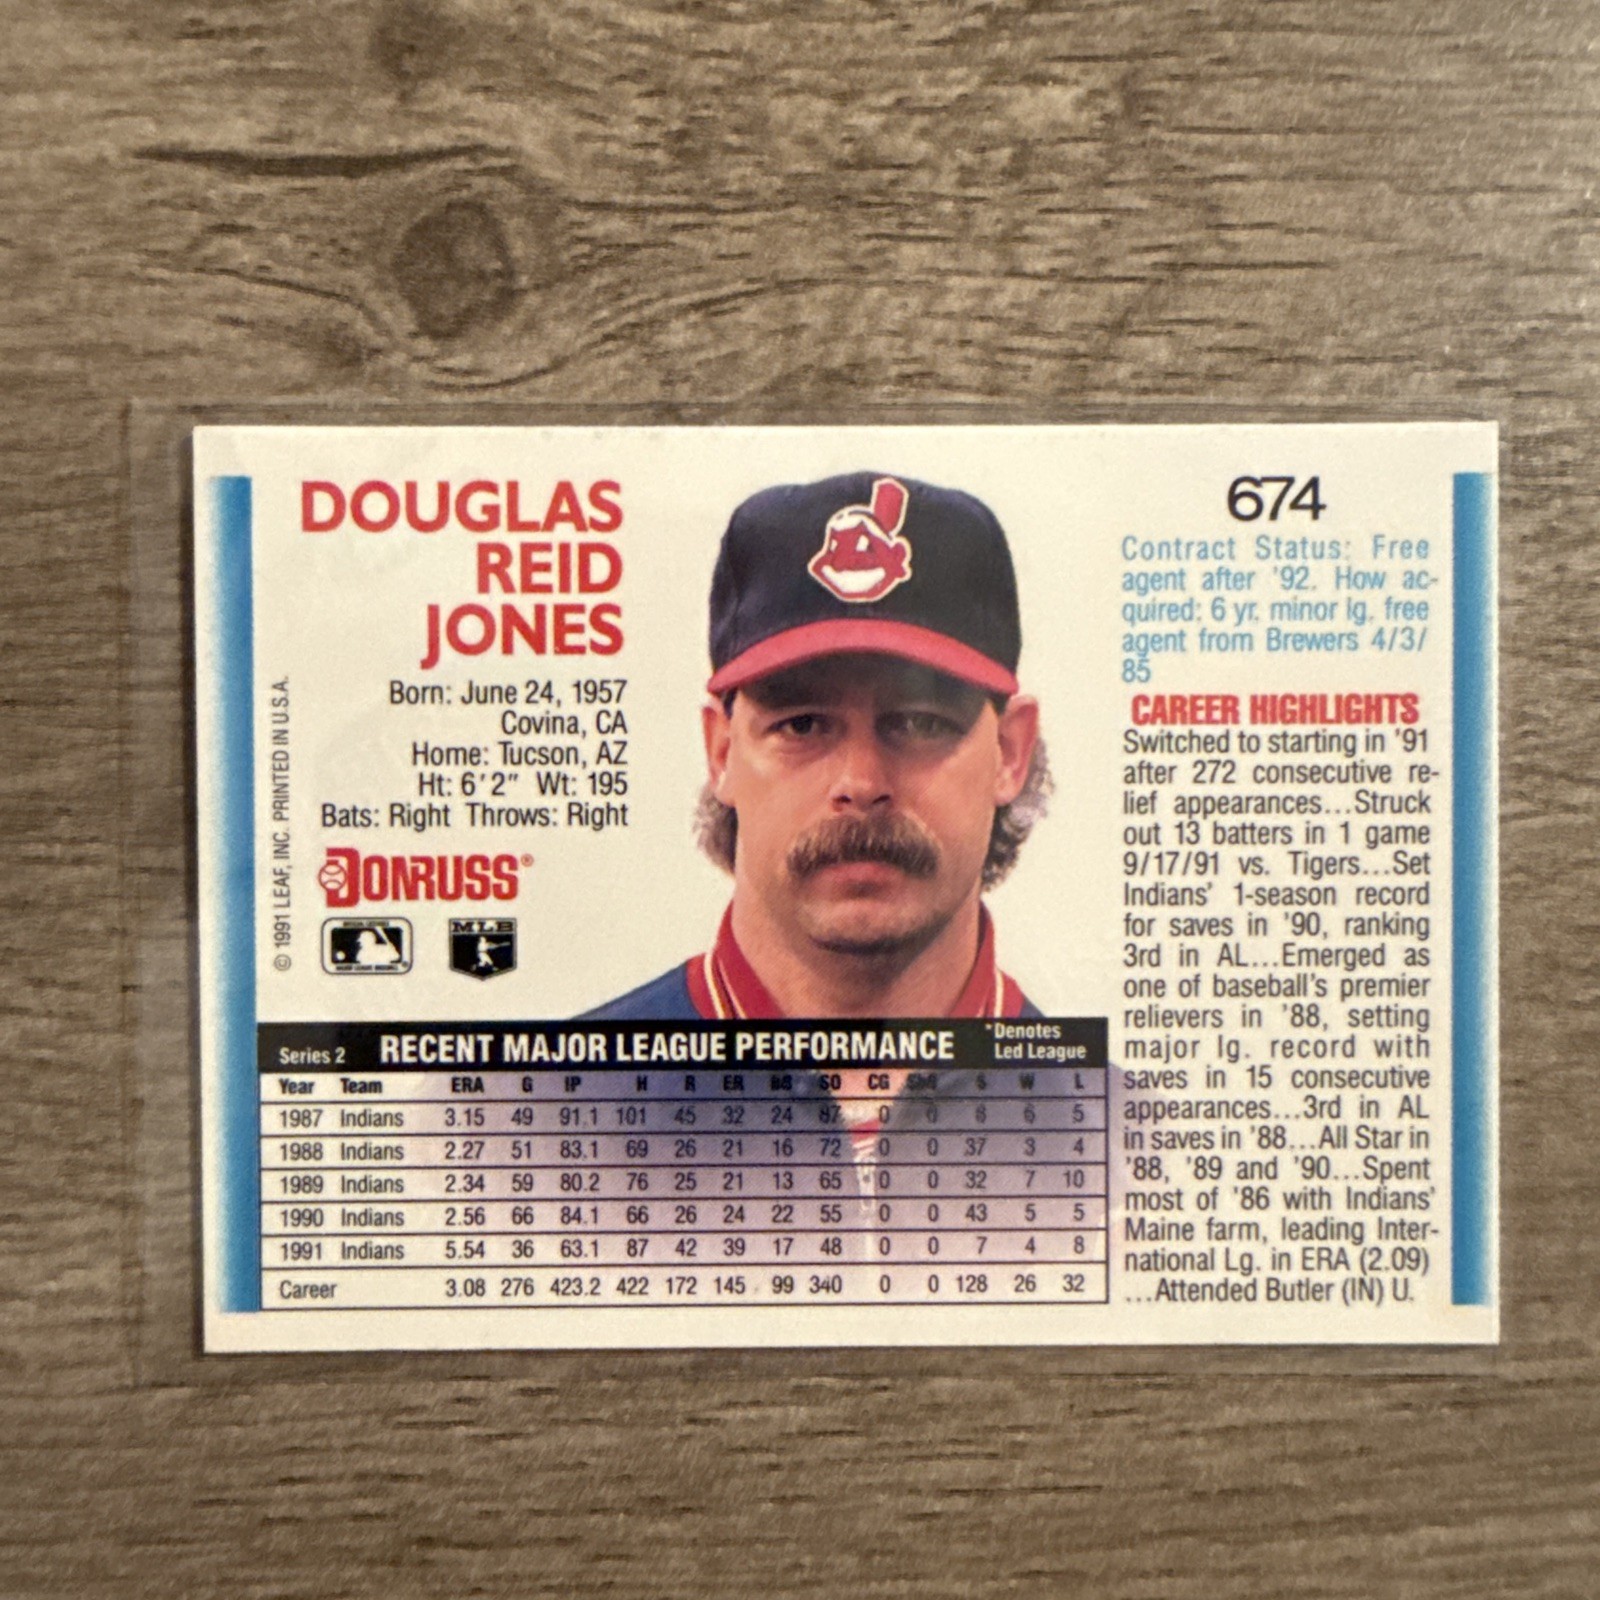 DOUGLAS
REID
JONES
Born: June 24, 1957
Covina, CA
Home: Tucson, AZ
Ht: 6'2" Wt: 195
Bats: Right Throws: Right
© 1991 LEAF, INC. PRINTED IN U.S.A.
DONRUSS®
MLB
674
Contract Status: Free
agent after '92. How ac-
quired: 6 yr. minor lg. free
agent from Brewers 4/3/
85
CAREER HIGHLIGHTS
Switched to starting in '91
after 272 consecutive re-
lief appearances...Struck
out 13 batters in 1 game
9/17/91 vs. Tigers...Set
Indians' 1-season record
for saves in '90, ranking
3rd in AL...Emerged as
one of baseball's premier
relievers in '88, setting
major lg. record with
saves in 15 consecutive
appearances...3rd in AL
in saves in '88...All Star in
'88, '89 and '90...Spent
most of '86 with Indians'
Maine farm, leading Inter-
national Lg. in ERA (2.09)
...Attended Butler (IN) U.
Series 2 RECENT MAJOR LEAGUE PERFORMANCE *Denotes
Led League
Year Team ERA G IP H R ER BB SO CG ShO S W L
1987 Indians 3.15 49 91.1 101 45 32 24 87 0 0 8 6 5
1988 Indians 2.27 51 83.1 69 26 21 16 72 0 0 37 3 4
1989 Indians 2.34 59 80.2 76 25 21 13 65 0 0 32 7 10
1990 Indians 2.56 66 84.1 66 26 24 22 55 0 0 43 5 5
1991 Indians 5.54 36 63.1 87 42 39 17 48 0 0 7 4 8
Career 3.08 276 423.2 422 172 145 99 340 0 0 128 26 32